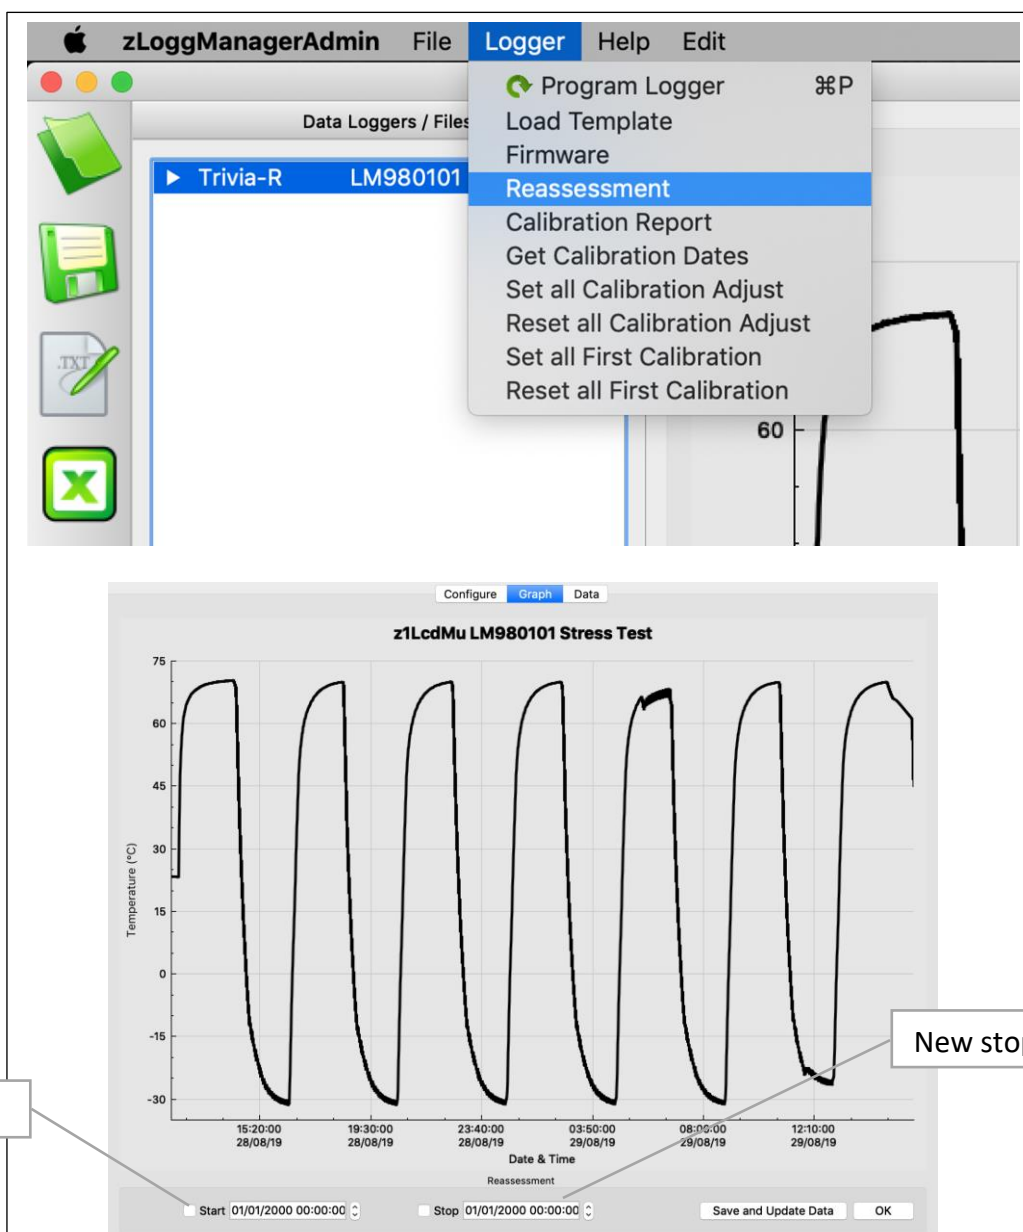 zLoggManagerAdmin File Logger Help Edit
Program Logger ⌘P
Data Loggers / Files
Load Template
Firmware
Trivia-R LM980101
Reassessment
Calibration Report
Get Calibration Dates
Set all Calibration Adjust
Reset all Calibration Adjust
Set all First Calibration
Reset all First Calibration
.TXT
X
60
Configure Graph Data
z1LcdMu LM980101 Stress Test
75
60
45
30
15
0
-15
-30
Temperature (°C)
New stop
15:20:00 19:30:00 23:40:00 03:50:00 08:00:00 12:10:00
28/08/19 28/08/19 28/08/19 29/08/19 29/08/19 29/08/19
Date & Time
Reassessment
Start 01/01/2000 00:00:00 Stop 01/01/2000 00:00:00 Save and Update Data OK